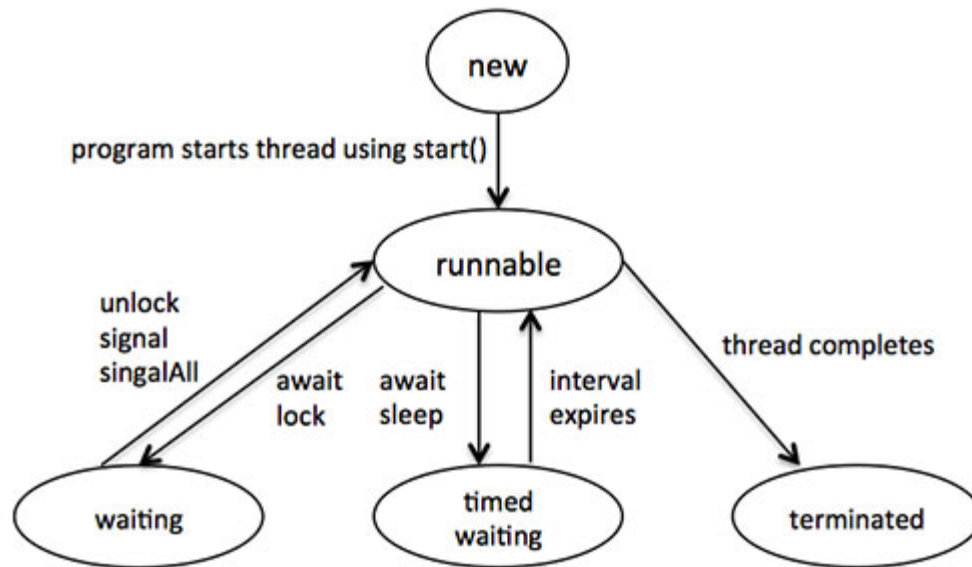 new
program starts thread using start()
runnable
unlock
signal
singalAll
await
lock
await
sleep
interval
expires
thread completes
waiting
timed
waiting
terminated